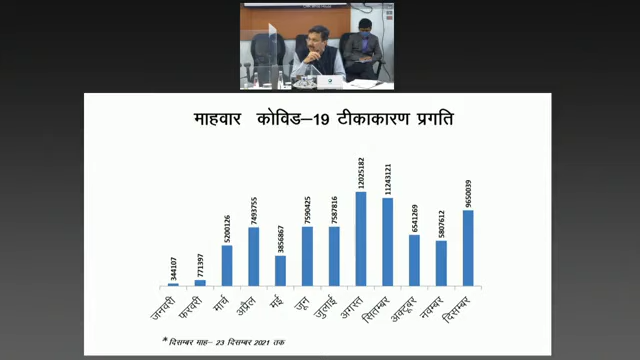 माहवार कोविड–19 टीकाकारण प्रगति
344107
771397
5200126
7493755
3856867
7590425
7587816
12025182
11243121
6541269
5807612
9650039
जनवरी
फरवरी
मार्च
अप्रैल
मई
जून
जुलाई
अगस्त
सितम्बर
अक्टूबर
नवम्बर
दिसम्बर
* दिसम्बर माह– 23 दिसम्बर 2021 तक